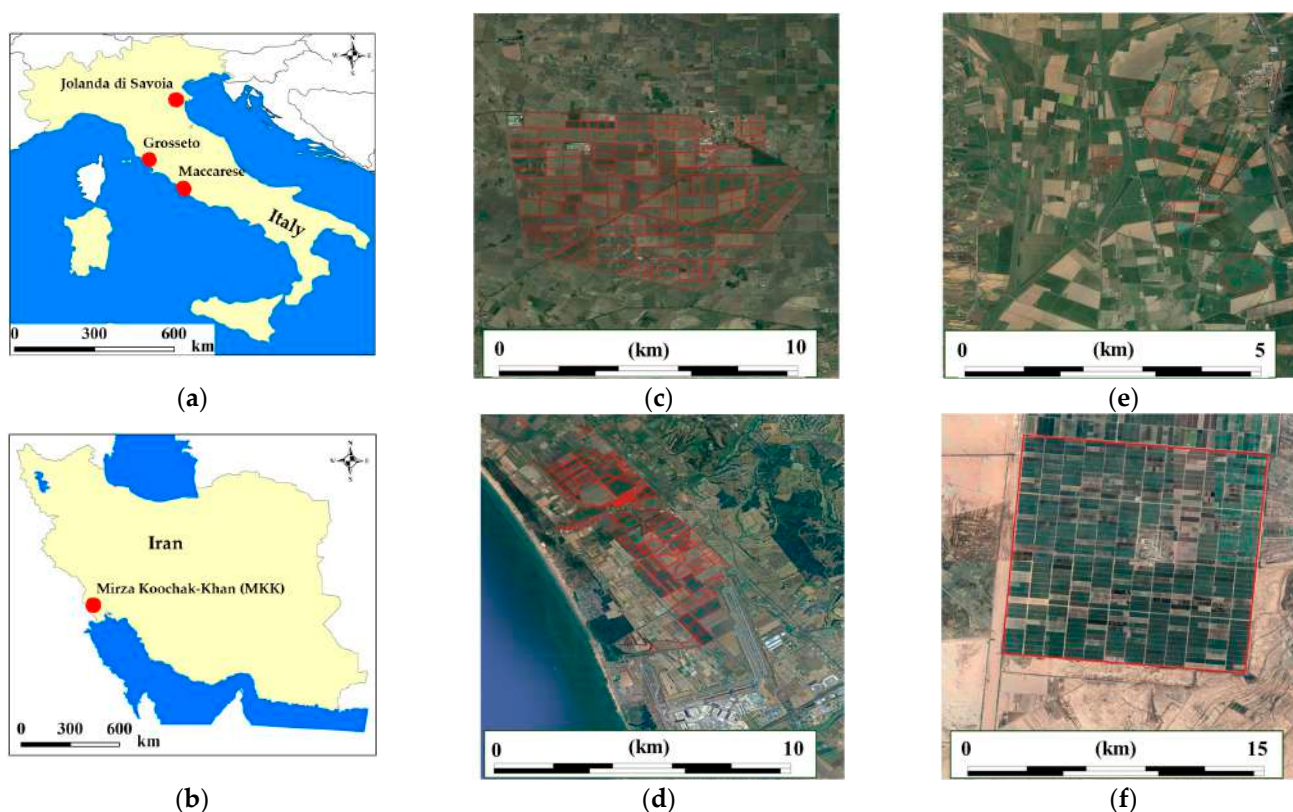 N
W E
S
Jolanda di Savoia
Grosseto
Maccarese
Italy
0 300 600
km
(a)
0 (km) 10
(c)
0 (km) 5
(e)
N
W E
S
Iran
Mirza Koochak-Khan (MKK)
0 300 600
km
(b)
0 (km) 10
(d)
0 (km) 15
(f)